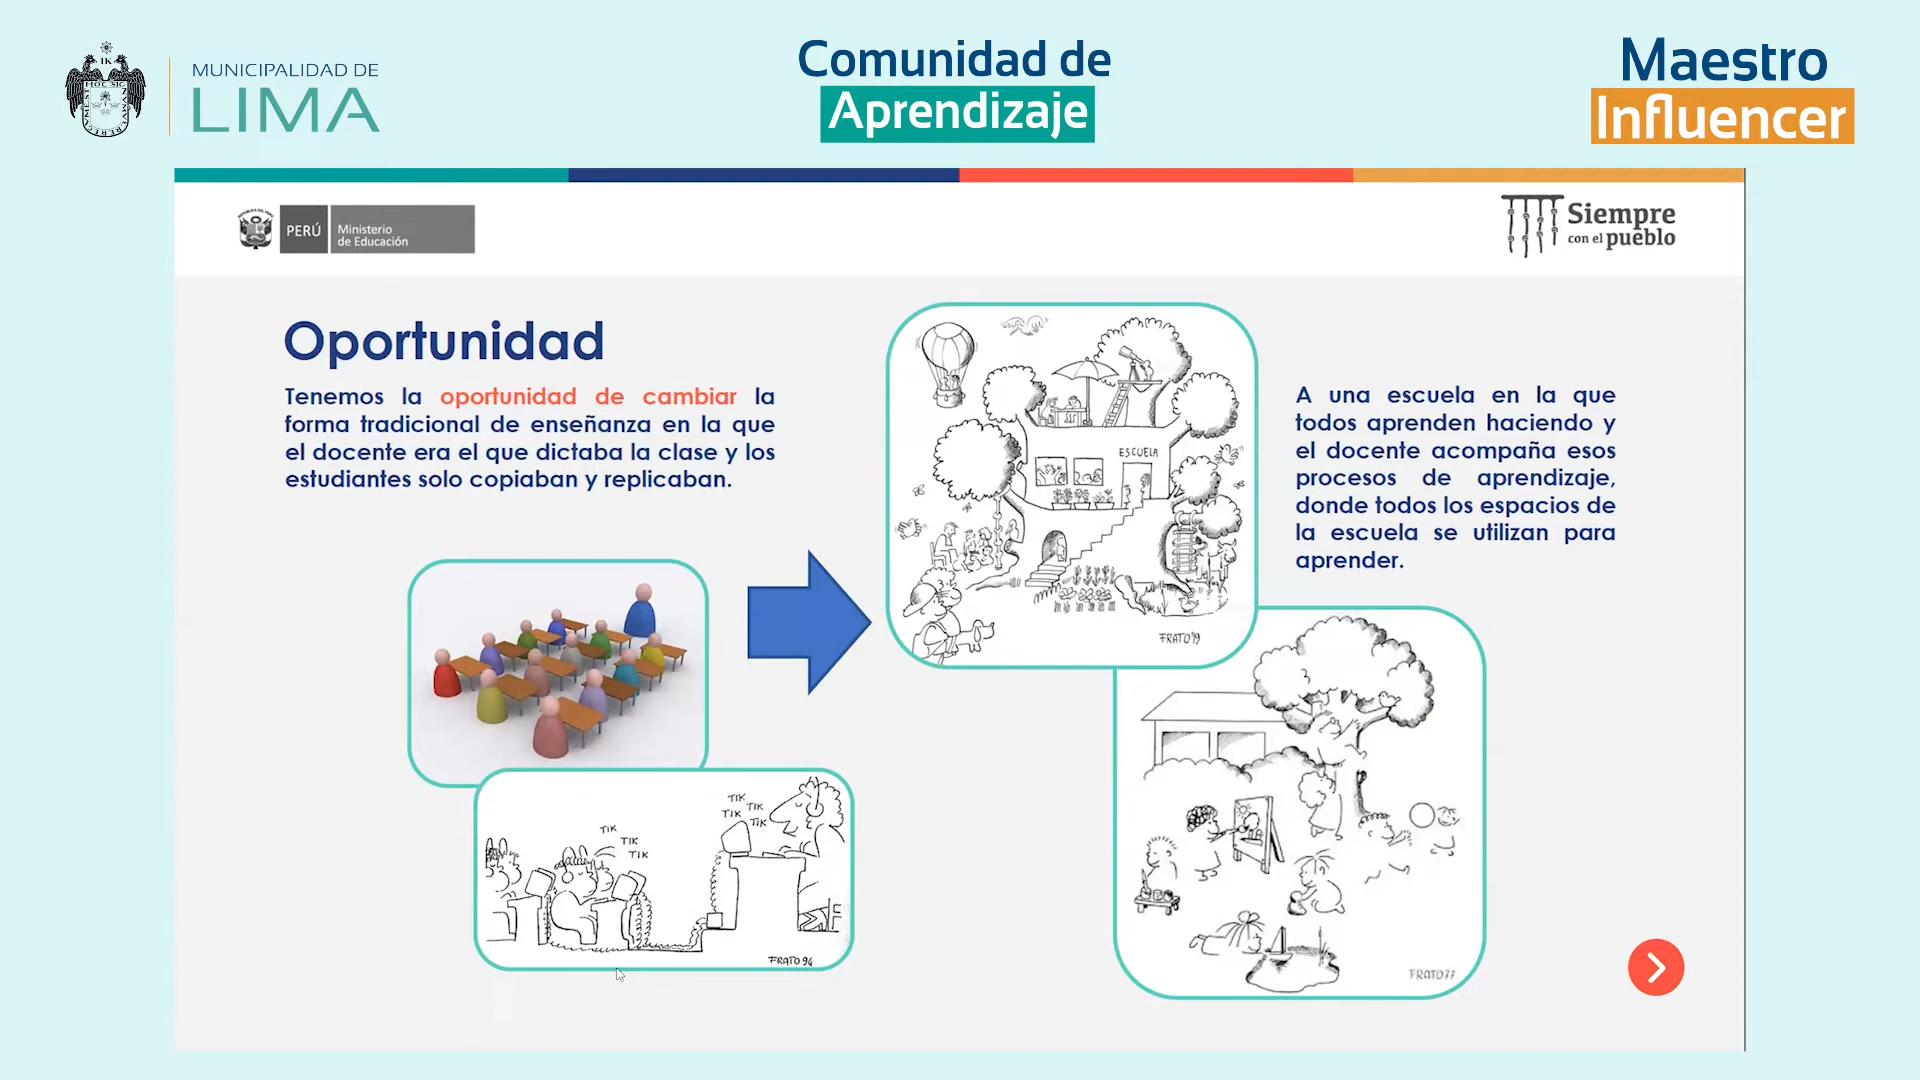 MUNICIPALIDAD DE
LIMA
Comunidad de
Aprendizaje
Maestro
Influencer
PERÚ
Ministerio
de Educación
Siempre
con el pueblo
Oportunidad
Tenemos la oportunidad de cambiar la
forma tradicional de enseñanza en la que
el docente era el que dictaba la clase y los
estudiantes solo copiaban y replicaban.
ESCUELA
FRATO'19
A una escuela en la que
todos aprenden haciendo y
el docente acompaña esos
procesos de aprendizaje,
donde todos los espacios de
la escuela se utilizan para
aprender.
TIK
TIK
TIK
TIK
TIK
TIK
TIK
FRATO 94
FRATO77